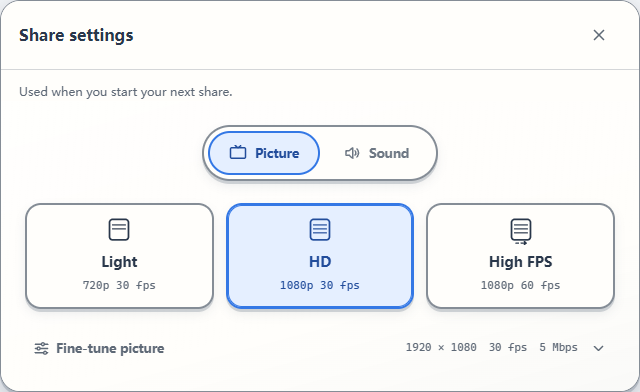 Share settings
Used when you start your next share.
Picture
Sound
Light
720p 30 fps
HD
1080p 30 fps
High FPS
1080p 60 fps
Fine-tune picture
1920 × 1080 30 fps 5 Mbps